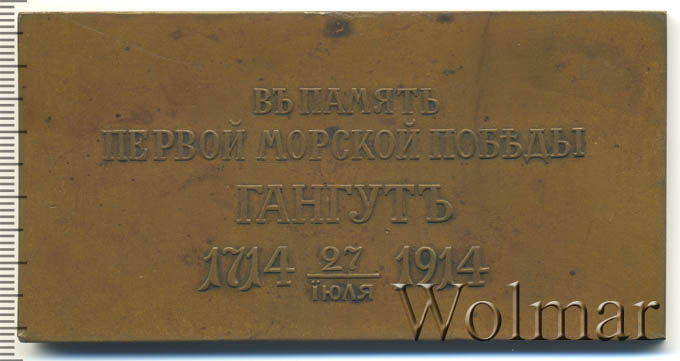 ВЪ ПАМЯТЬ
ПЕРВОЙ МОРСКОЙ ПОБѢДЫ
ГАНГУТЪ
1714 27 1914
ІЮЛЯ
Wolmar